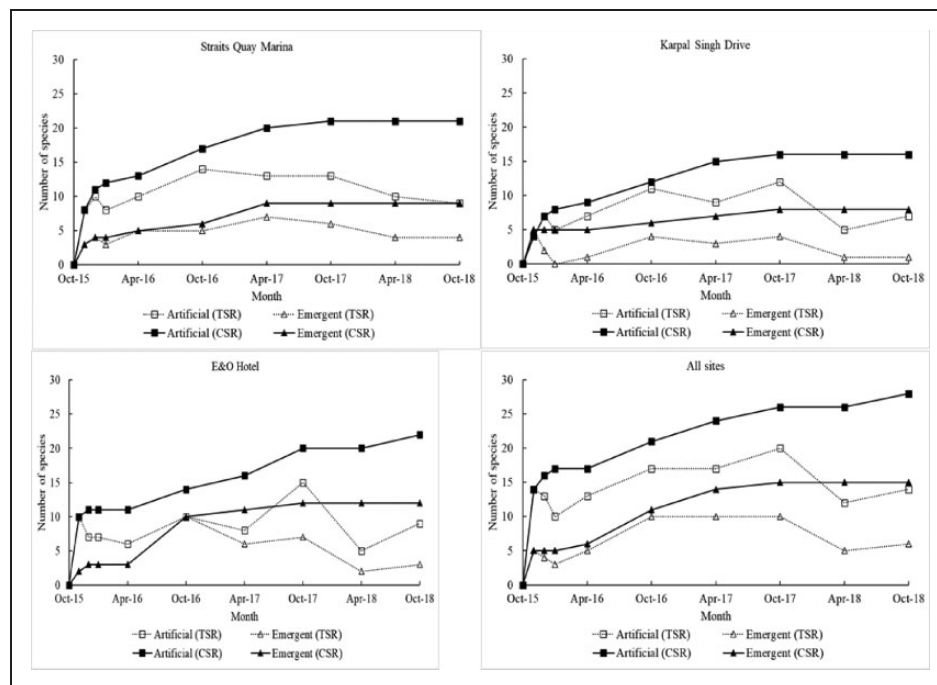 Straits Quay Marina
30
25
20
15
10
5
0
Number of species
Oct-15 Apr-16 Oct-16 Apr-17 Oct-17 Apr-18 Oct-18
Month
Artificial (TSR) Emergent (TSR)
Artificial (CSR) Emergent (CSR)
Karpal Singh Drive
30
25
20
15
10
5
0
Number of species
Oct-15 Apr-16 Oct-16 Apr-17 Oct-17 Apr-18 Oct-18
Month
Artificial (TSR) Emergent (TSR)
Artificial (CSR) Emergent (CSR)
E&O Hotel
30
25
20
15
10
5
0
Number of species
Oct-15 Apr-16 Oct-16 Apr-17 Oct-17 Apr-18 Oct-18
Month
Artificial (TSR) Emergent (TSR)
Artificial (CSR) Emergent (CSR)
All sites
30
25
20
15
10
5
0
Number of species
Oct-15 Apr-16 Oct-16 Apr-17 Oct-17 Apr-18 Oct-18
Month
Artificial (TSR) Emergent (TSR)
Artificial (CSR) Emergent (CSR)